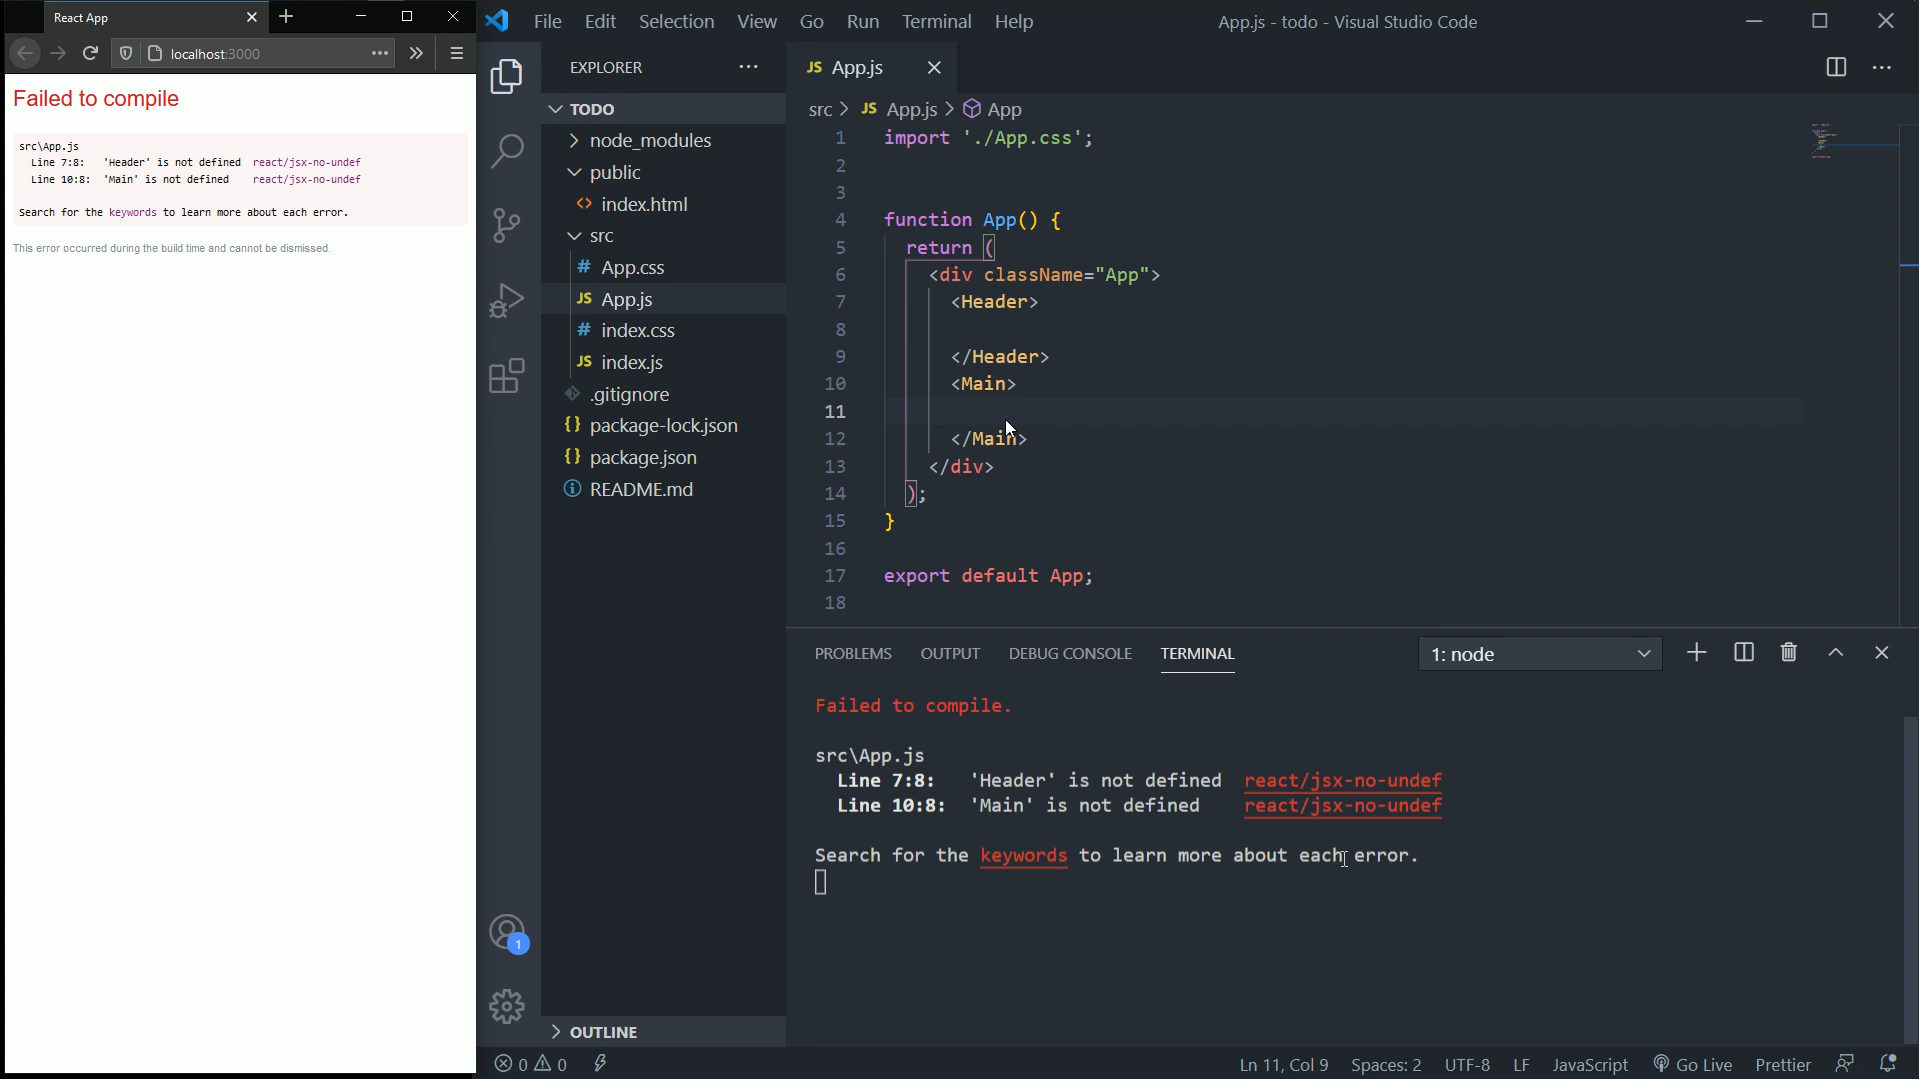 React App
localhost:3000
Failed to compile
src\App.js
Line 7:8: 'Header' is not defined react/jsx-no-undef
Line 10:8: 'Main' is not defined react/jsx-no-undef
Search for the keywords to learn more about each error.
This error occurred during the build time and cannot be dismissed.
File Edit Selection View Go Run Terminal Help
App.js - todo - Visual Studio Code
EXPLORER
TODO
node_modules
public
<> index.html
src
# App.css
JS App.js
# index.css
JS index.js
.gitignore
{} package-lock.json
{} package.json
README.md
OUTLINE
1
JS App.js
src > JS App.js > App
1 import './App.css';
2
3
4 function App() {
5 return (
6 <div className="App">
7 <Header>
8
9 </Header>
10 <Main>
11
12 </Main>
13 </div>
14 );
15 }
16
17 export default App;
18
PROBLEMS OUTPUT DEBUG CONSOLE TERMINAL
1: node
Failed to compile.
src\App.js
Line 7:8: 'Header' is not defined react/jsx-no-undef
Line 10:8: 'Main' is not defined react/jsx-no-undef
Search for the keywords to learn more about each error.
0 0
Ln 11, Col 9 Spaces: 2 UTF-8 LF JavaScript Go Live Prettier